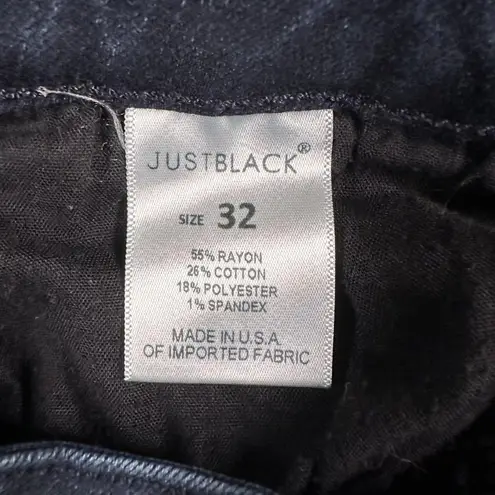 JUSTBLACK®
SIZE 32
55% RAYON
26% COTTON
18% POLYESTER
1% SPANDEX
MADE IN U.S.A
OF IMPORTED FABRIC